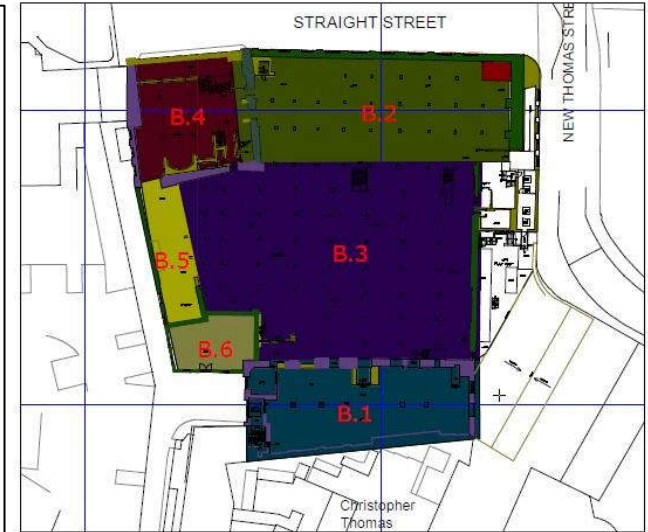 STRAIGHT STREET
NEW THOMAS STRE
B.4
B.2
B.3
B.5
B.6
B.1
Christopher
Thomas